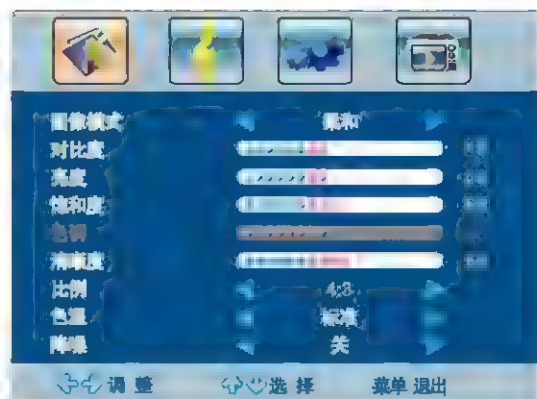 图像模式 柔和
对比度
亮度
饱和度
色调
清晰度
比例 4:3
色温 标准
降噪 关
调整 选择 菜单 退出